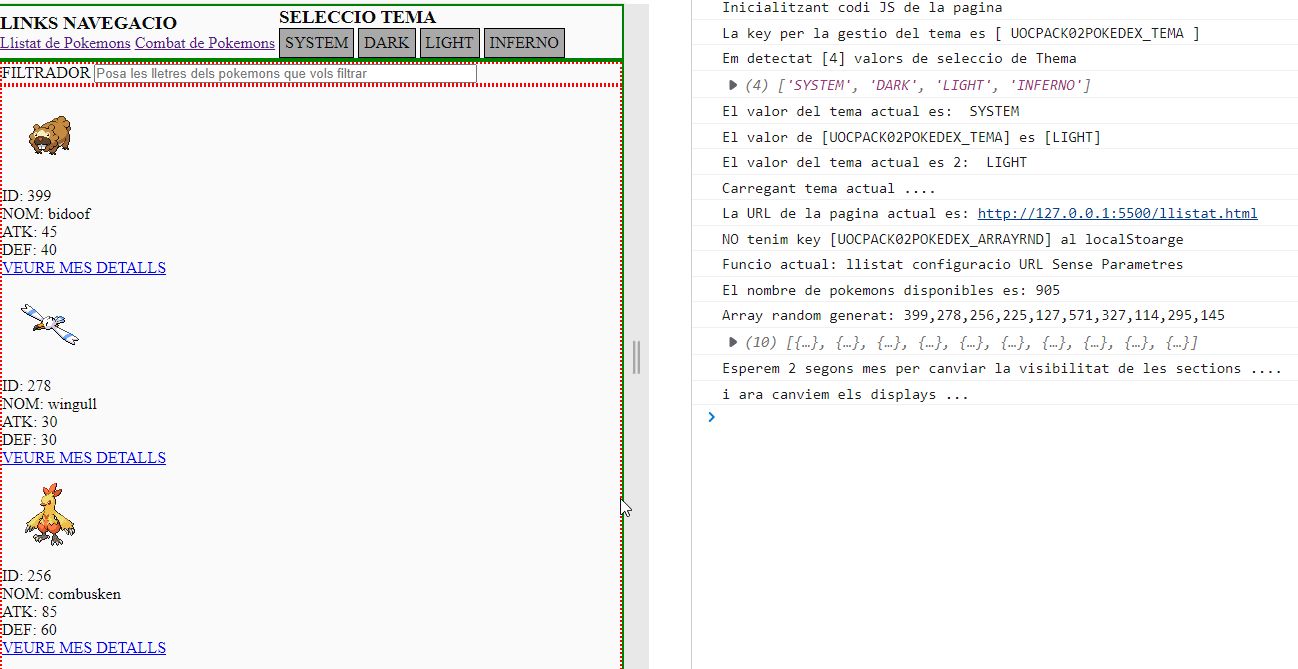 LINKS NAVEGACIO
Llistat de Pokemons Combat de Pokemons
SELECCIO TEMA
SYSTEM DARK LIGHT INFERNO
FILTRADOR Posa les lletres dels pokemons que vols filtrar
ID: 399
NOM: bidoof
ATK: 45
DEF: 40
VEURE MES DETALLS
ID: 278
NOM: wingull
ATK: 30
DEF: 30
VEURE MES DETALLS
ID: 256
NOM: combusken
ATK: 85
DEF: 60
VEURE MES DETALLS
Inicialitzant codi JS de la pagina
La key per la gestio del tema es [ UOCPACK02POKEDEX_TEMA ]
Em detectat [4] valors de seleccio de Thema
(4) ['SYSTEM', 'DARK', 'LIGHT', 'INFERNO']
El valor del tema actual es:  SYSTEM
El valor de [UOCPACK02POKEDEX_TEMA] es [LIGHT]
El valor del tema actual es 2:  LIGHT
Carregant tema actual ....
La URL de la pagina actual es: http://127.0.0.1:5500/llistat.html
NO tenim key [UOCPACK02POKEDEX_ARRAYRND] al localStoarge
Funcio actual: llistat configuracio URL Sense Parametres
El nombre de pokemons disponibles es: 905
Array random generat: 399,278,256,225,127,571,327,114,295,145
(10) [{…}, {…}, {…}, {…}, {…}, {…}, {…}, {…}, {…}, {…}]
Esperem 2 segons mes per canviar la visibilitat de les sections ....
i ara canviem els displays ...